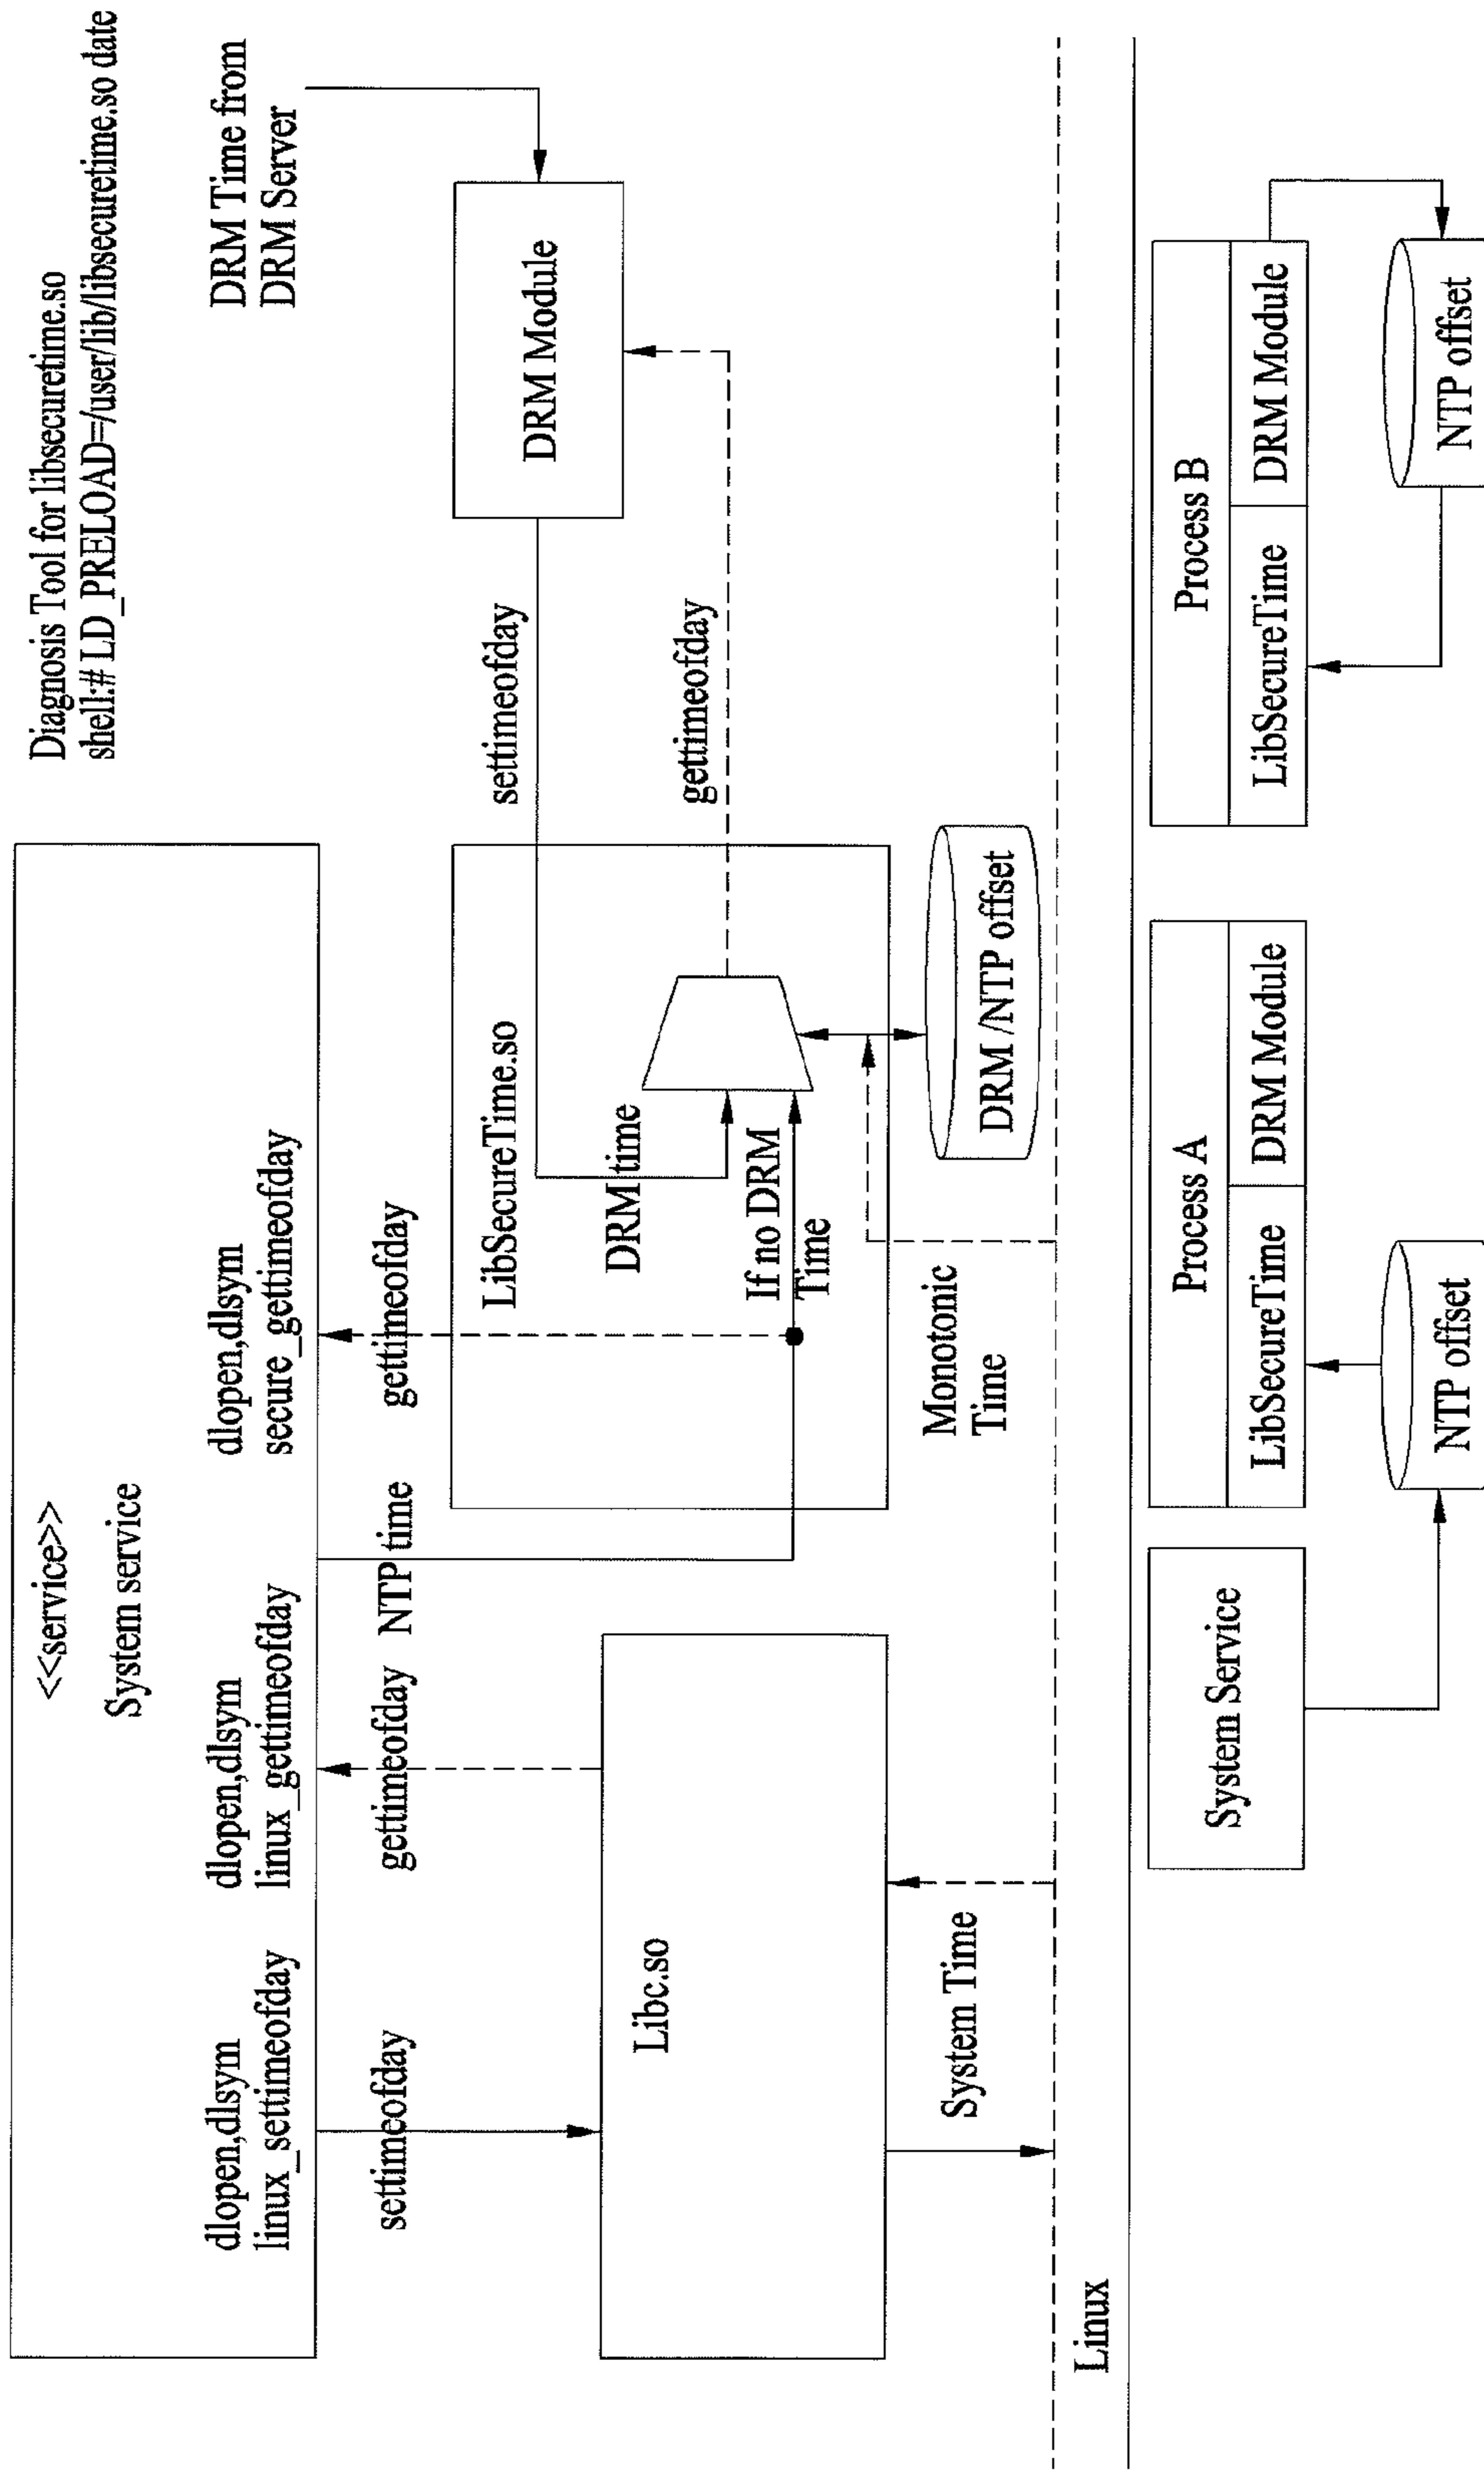 Diagnosis Tool for libsecuretime.so
shell:# LD_PRELOAD=/user/lib/libsecuretime.so date
<<service>>
System service
dlopen,dlsym
linux_settimeofday
dlopen,dlsym
linux_gettimeofday
dlopen,dlsym
secure_gettimeofday
DRM Time from
DRM Server
settimeofday
gettimeofday
NTP time
gettimeofday
LibSecureTime.so
settimeofday
DRM Module
Libc.so
DRM time
If no DRM
Time
gettimeofday
System Time
Monotonic
Time
DRM /NTP offset
Linux
System Service
Process A
LibSecureTime
DRM Module
NTP offset
Process B
LibSecureTime
DRM Module
NTP offset